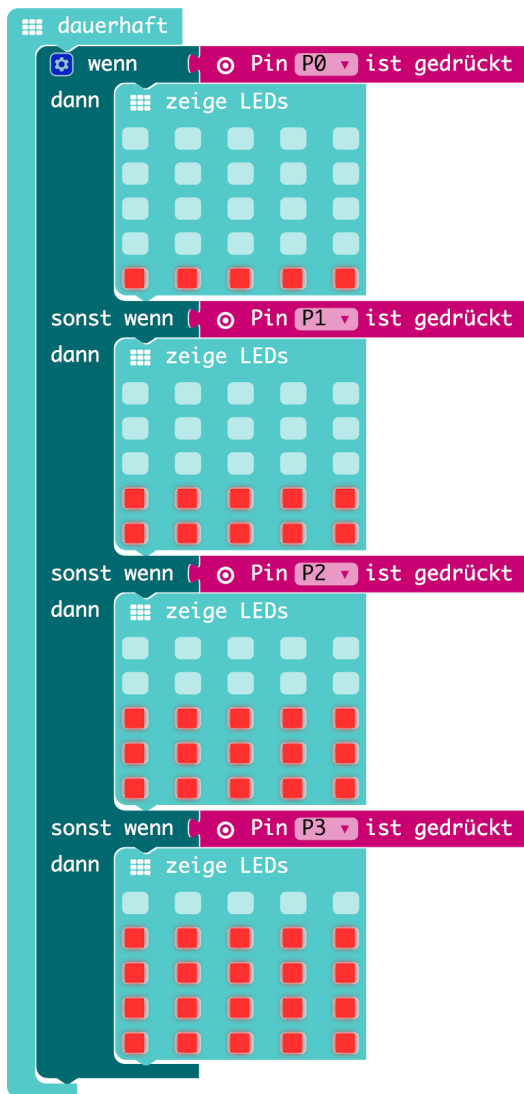 dauerhaft
wenn Pin P0 ist gedrückt
dann zeige LEDs
sonst wenn Pin P1 ist gedrückt
dann zeige LEDs
sonst wenn Pin P2 ist gedrückt
dann zeige LEDs
sonst wenn Pin P3 ist gedrückt
dann zeige LEDs